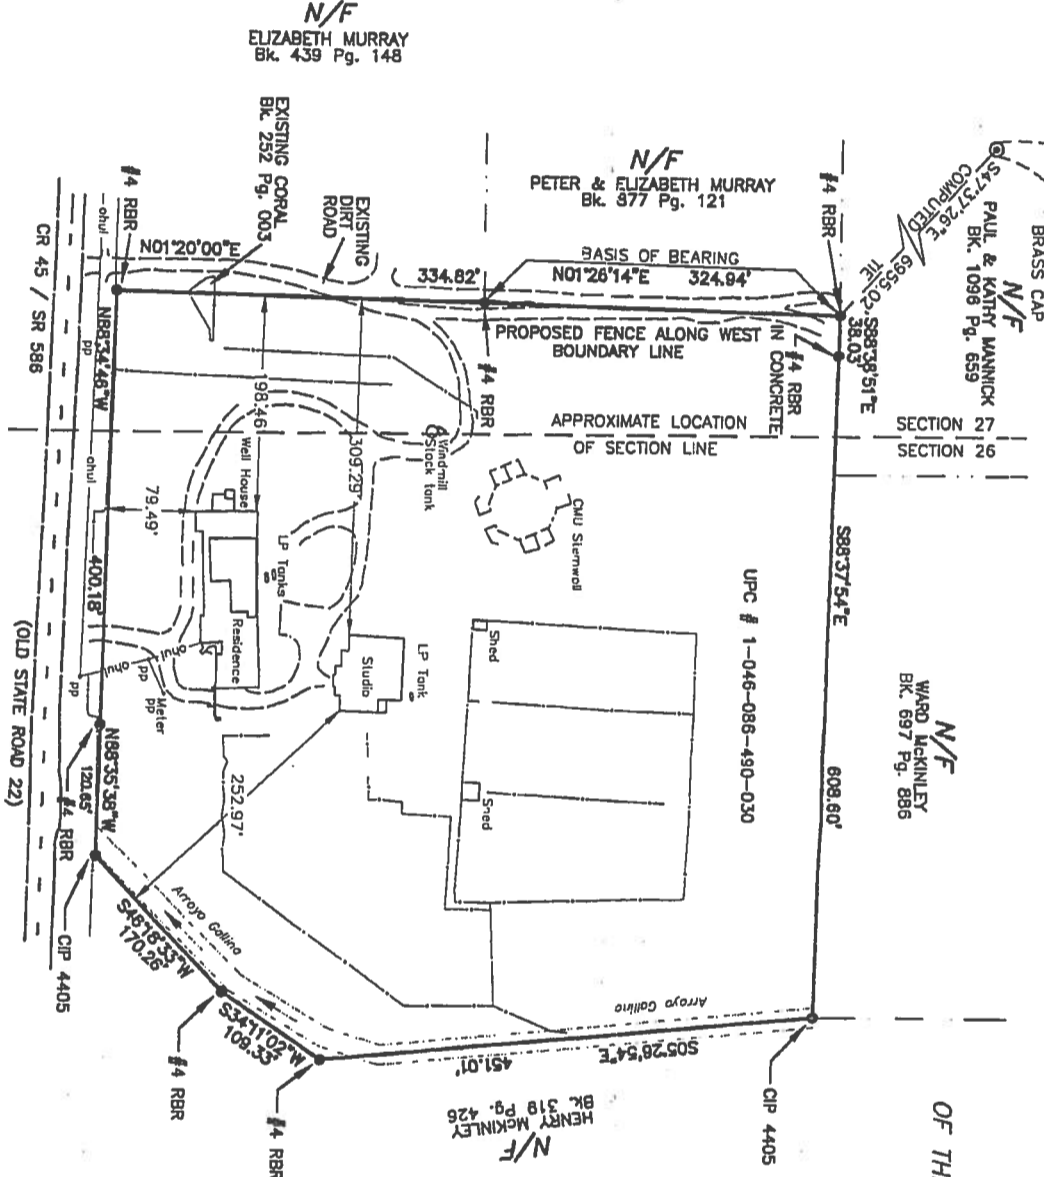 N/F
ELIZABETH MURRAY
Bk. 439 Pg. 148
EXISTING CORAL
Bk. 252 Pg. 003
EXISTING
DIRT
ROAD
#4 RBR
N01°20'00"E
334.82'
N/F
PETER & ELIZABETH MURRAY
Bk. 377 Pg. 121
BASIS OF BEARING
N01°26'14"E 324.94'
PROPOSED FENCE ALONG WEST
BOUNDARY LINE
#4 RBR
#4 RBR
#4 RBR
IN CONCRETE
BRASS CAP
S47°37'26"E
COMPUTED
6955.02'
TIE
N/F
PAUL & KATHY MANNICK
BK. 1096 Pg. 659
S88°38'51"E
38.03'
APPROXIMATE LOCATION
OF SECTION LINE
SECTION 27
SECTION 26
S88°37'54"E
608.60'
N/F
WARD McKINLEY
BK. 697 Pg. 886
UPC # 1-046-086-490-030
CMU Stemwall
Windmill
Stock tank
98.46'
309.29'
Well House
79.49'
LP Tanks
Residence
Studio
LP Tank
Shed
Shed
252.97'
ohul
ohul
ohul
ohul
pp
pp
pp
Meter
pp
N88°34'46"W
400.18'
CR 45 / SR 586
(OLD STATE ROAD 22)
N88°35'38"W
120.65'
#4 RBR
CIP 4405
Arroyo Gallina
S46°18'33"W
170.26'
#4 RBR
S34°11'02"W
109.33'
#4 RBR
S05°26'54"E
451.01'
Arroyo Gallina
N/F
HENRY McKINLEY
Bk. 319 Pg. 426
CIP 4405
OF TH